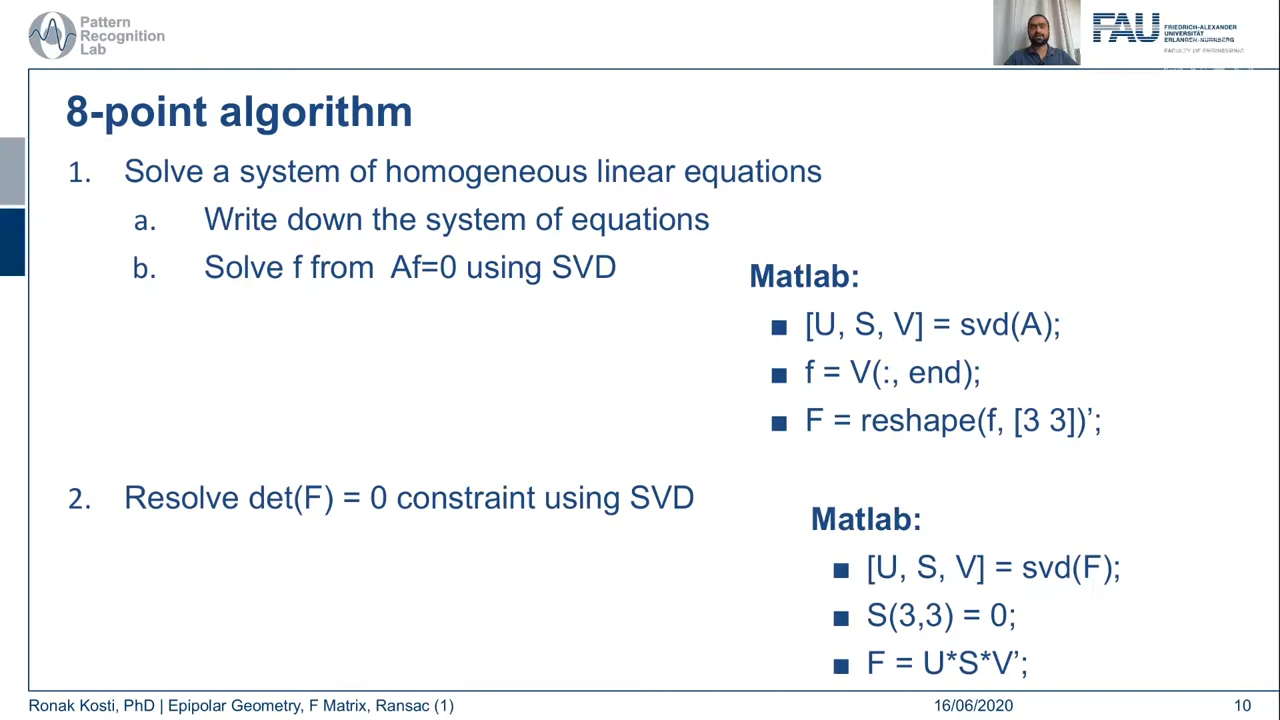 Pattern
Recognition
Lab
FAU
FRIEDRICH-ALEXANDER
UNIVERSITÄT
ERLANGEN-NÜRNBERG
FACULTY OF ENGINEERING
8-point algorithm
1. Solve a system of homogeneous linear equations
a. Write down the system of equations
b. Solve f from Af=0 using SVD
Matlab:
■ [U, S, V] = svd(A);
■ f = V(:, end);
■ F = reshape(f, [3 3])’;
2. Resolve det(F) = 0 constraint using SVD
Matlab:
■ [U, S, V] = svd(F);
■ S(3,3) = 0;
■ F = U*S*V’;
Ronak Kosti, PhD | Epipolar Geometry, F Matrix, Ransac (1) 16/06/2020 10